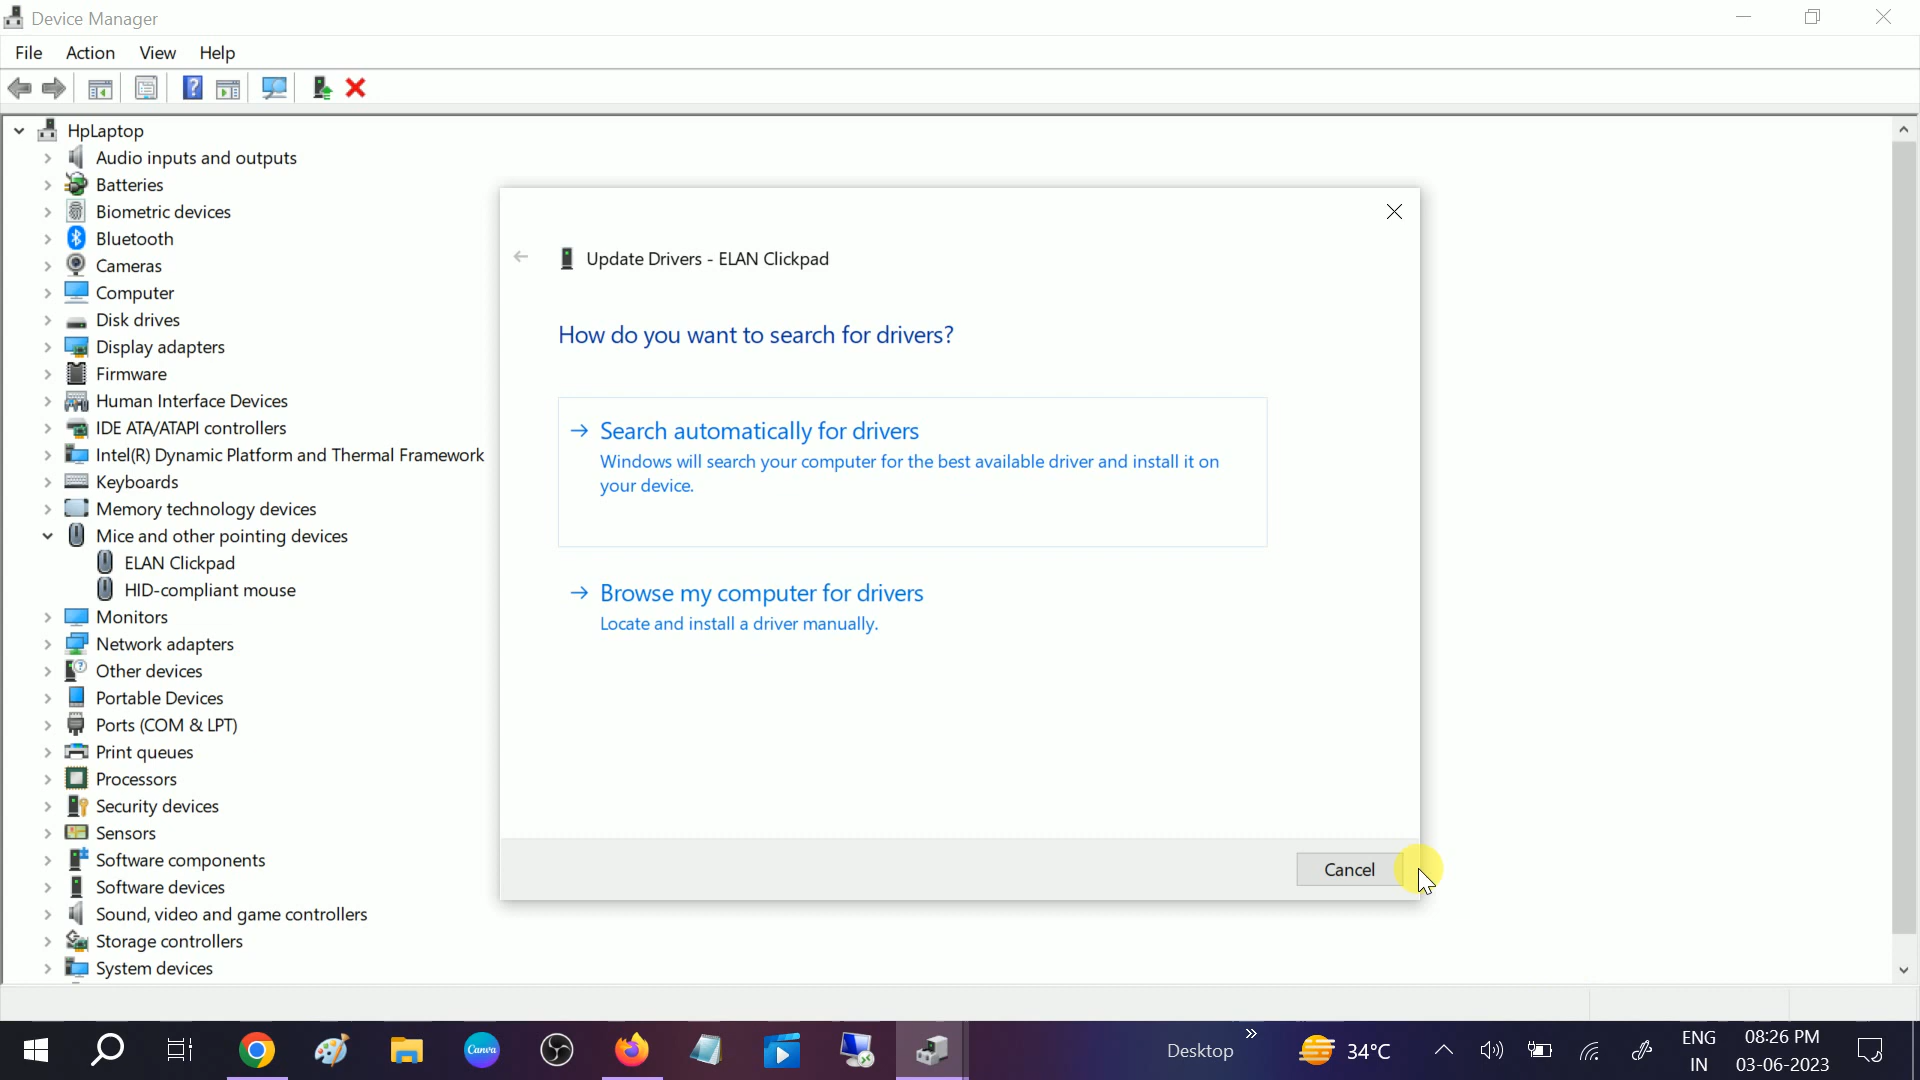 Device Manager
File Action View Help
HpLaptop
Audio inputs and outputs
Batteries
Biometric devices
Bluetooth
Cameras
Computer
Disk drives
Display adapters
Firmware
Human Interface Devices
IDE ATA/ATAPI controllers
Intel(R) Dynamic Platform and Thermal Framework
Keyboards
Memory technology devices
Mice and other pointing devices
ELAN Clickpad
HID-compliant mouse
Monitors
Network adapters
Other devices
Portable Devices
Ports (COM & LPT)
Print queues
Processors
Security devices
Sensors
Software components
Software devices
Sound, video and game controllers
Storage controllers
System devices
Update Drivers - ELAN Clickpad
How do you want to search for drivers?
Search automatically for drivers
Windows will search your computer for the best available driver and install it on
your device.
Browse my computer for drivers
Locate and install a driver manually.
Cancel
Canva
Desktop
34°C
ENG
IN
08:26 PM
03-06-2023